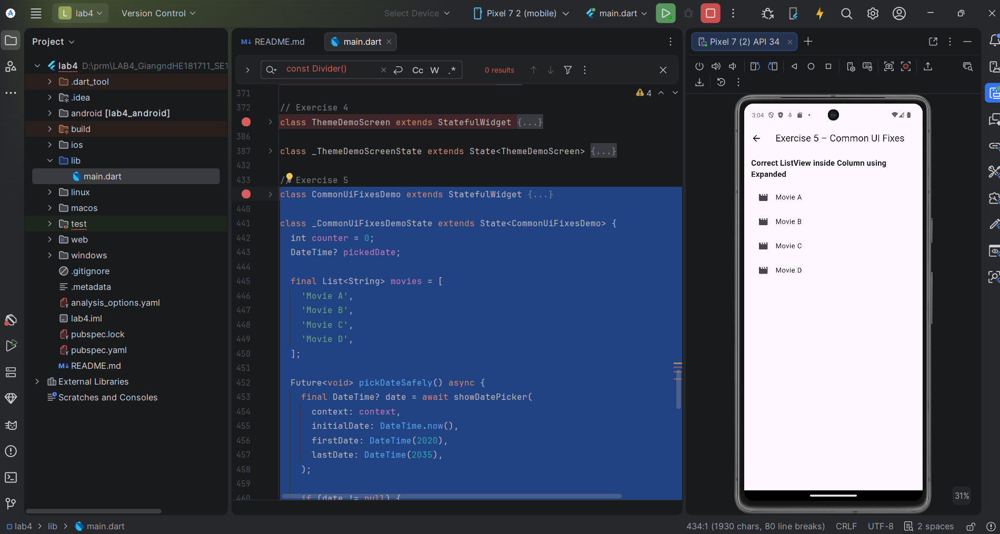 L lab4 Version Control Select Device Pixel 7 2 (mobile) main.dart
Project
lab4 D:\prm\LAB4_GiangndHE181711_SE1
.dart_tool
.idea
android [lab4_android]
build
ios
lib
main.dart
linux
macos
test
web
windows
.gitignore
.metadata
analysis_options.yaml
lab4.iml
pubspec.lock
pubspec.yaml
M↓ README.md
External Libraries
Scratches and Consoles
M↓ README.md main.dart
const Divider() Cc W .* 0 results
4
371
372 // Exercise 4
class ThemeDemoScreen extends StatefulWidget {...}
386
387 class _ThemeDemoScreenState extends State<ThemeDemoScreen> {...}
432
433 // Exercise 5
class CommonUiFixesDemo extends StatefulWidget {...}
440
441 class _CommonUiFixesDemoState extends State<CommonUiFixesDemo> {
442 int counter = 0;
443 DateTime? pickedDate;
444
445 final List<String> movies = [
446 'Movie A',
447 'Movie B',
448 'Movie C',
449 'Movie D',
450 ];
451
452 Future<void> pickDateSafely() async {
453 final DateTime? date = await showDatePicker(
454 context: context,
455 initialDate: DateTime.now(),
456 firstDate: DateTime(2020),
457 lastDate: DateTime(2035),
458 );
459
460 if (date != null) {
Pixel 7 (2) API 34
3:04
Exercise 5 – Common UI Fixes
Correct ListView inside Column using
Expanded
Movie A
Movie B
Movie C
Movie D
31%
lab4 > lib > main.dart
434:1 (1930 chars, 80 line breaks) CRLF UTF-8 2 spaces